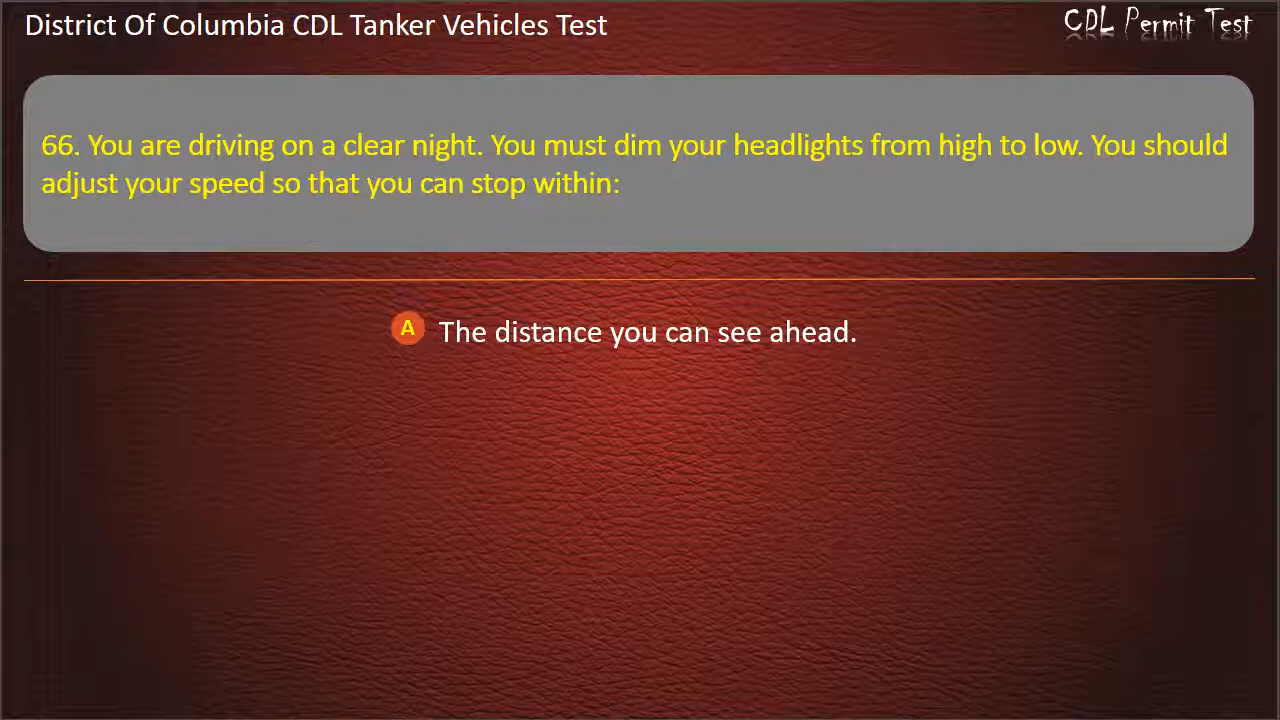 District Of Columbia CDL Tanker Vehicles Test
CDL Permit Test
66. You are driving on a clear night. You must dim your headlights from high to low. You should
adjust your speed so that you can stop within:
A The distance you can see ahead.